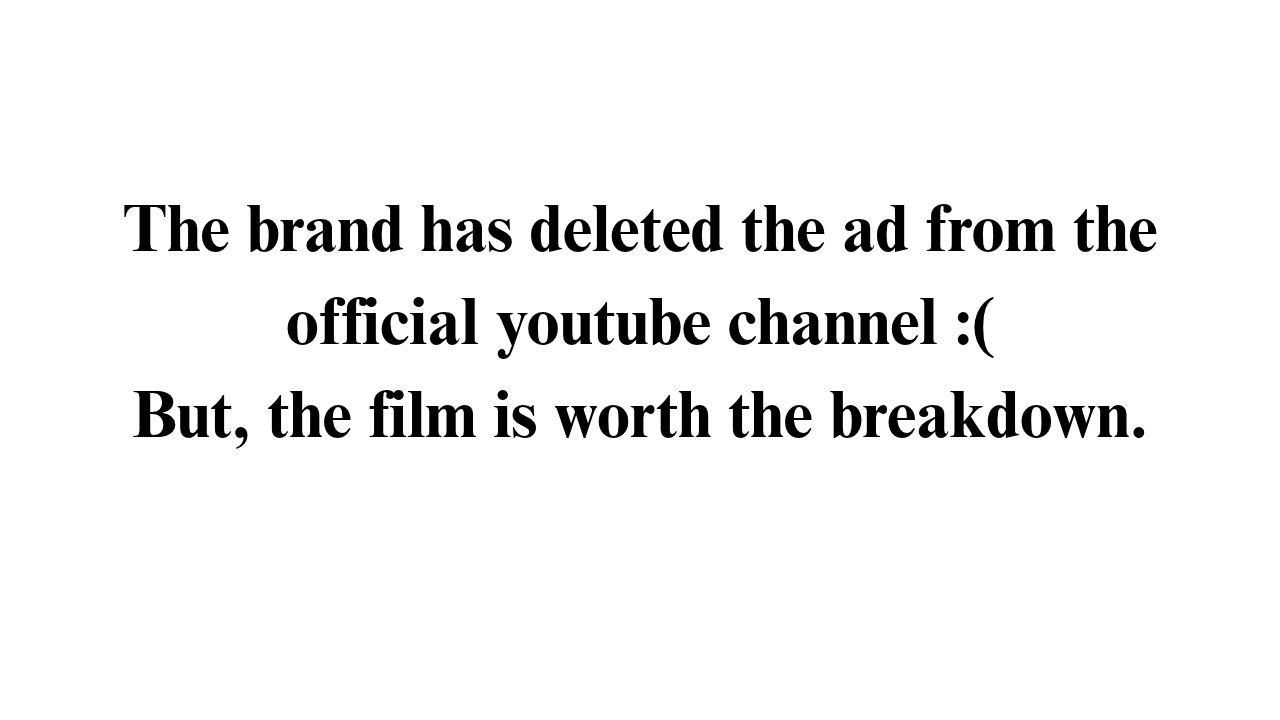 The brand has deleted the ad from the
official youtube channel :(
But, the film is worth the breakdown.